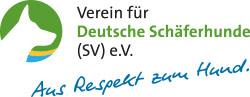 Verein für
Deutsche Schäferhunde
(SV) e.V.
Aus Respekt zum Hund.